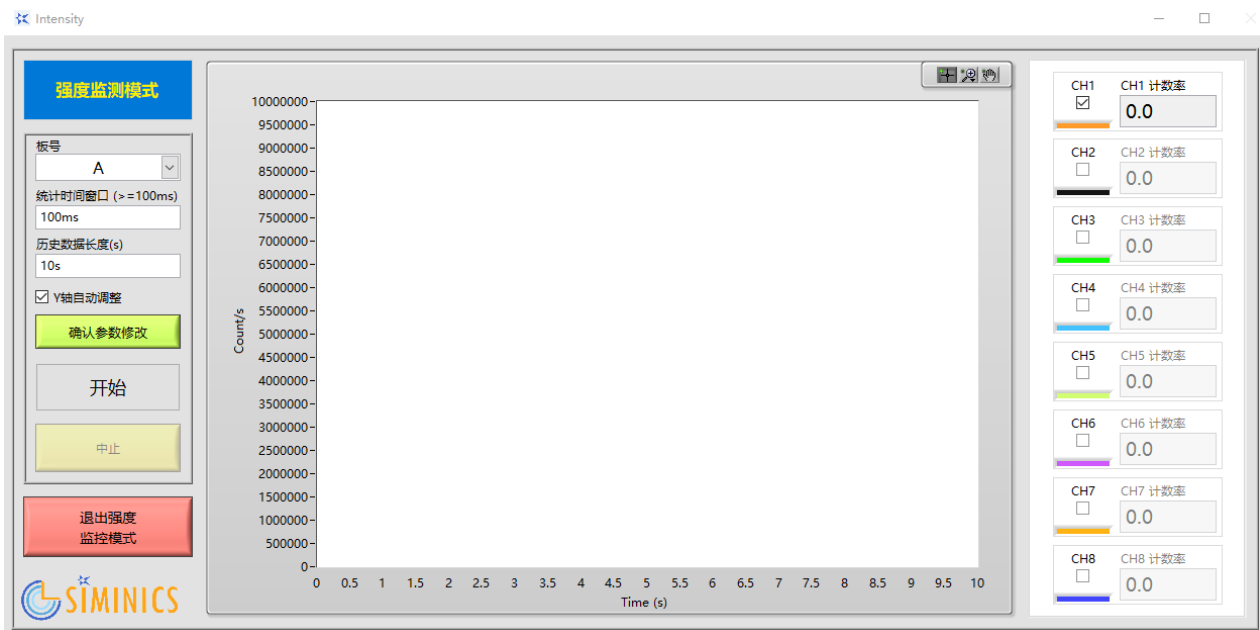 Intensity
强度监测模式
板号
A
统计时间窗口 (>=100ms)
100ms
历史数据长度(s)
10s
Y轴自动调整
确认参数修改
开始
中止
退出强度
监控模式
SIMINICS
10000000
9500000
9000000
8500000
8000000
7500000
7000000
6500000
6000000
5500000
5000000
4500000
4000000
3500000
3000000
2500000
2000000
1500000
1000000
500000
0
Count/s
0 0.5 1 1.5 2 2.5 3 3.5 4 4.5 5 5.5 6 6.5 7 7.5 8 8.5 9 9.5 10
Time (s)
CH1 CH1 计数率
0.0
CH2 CH2 计数率
0.0
CH3 CH3 计数率
0.0
CH4 CH4 计数率
0.0
CH5 CH5 计数率
0.0
CH6 CH6 计数率
0.0
CH7 CH7 计数率
0.0
CH8 CH8 计数率
0.0